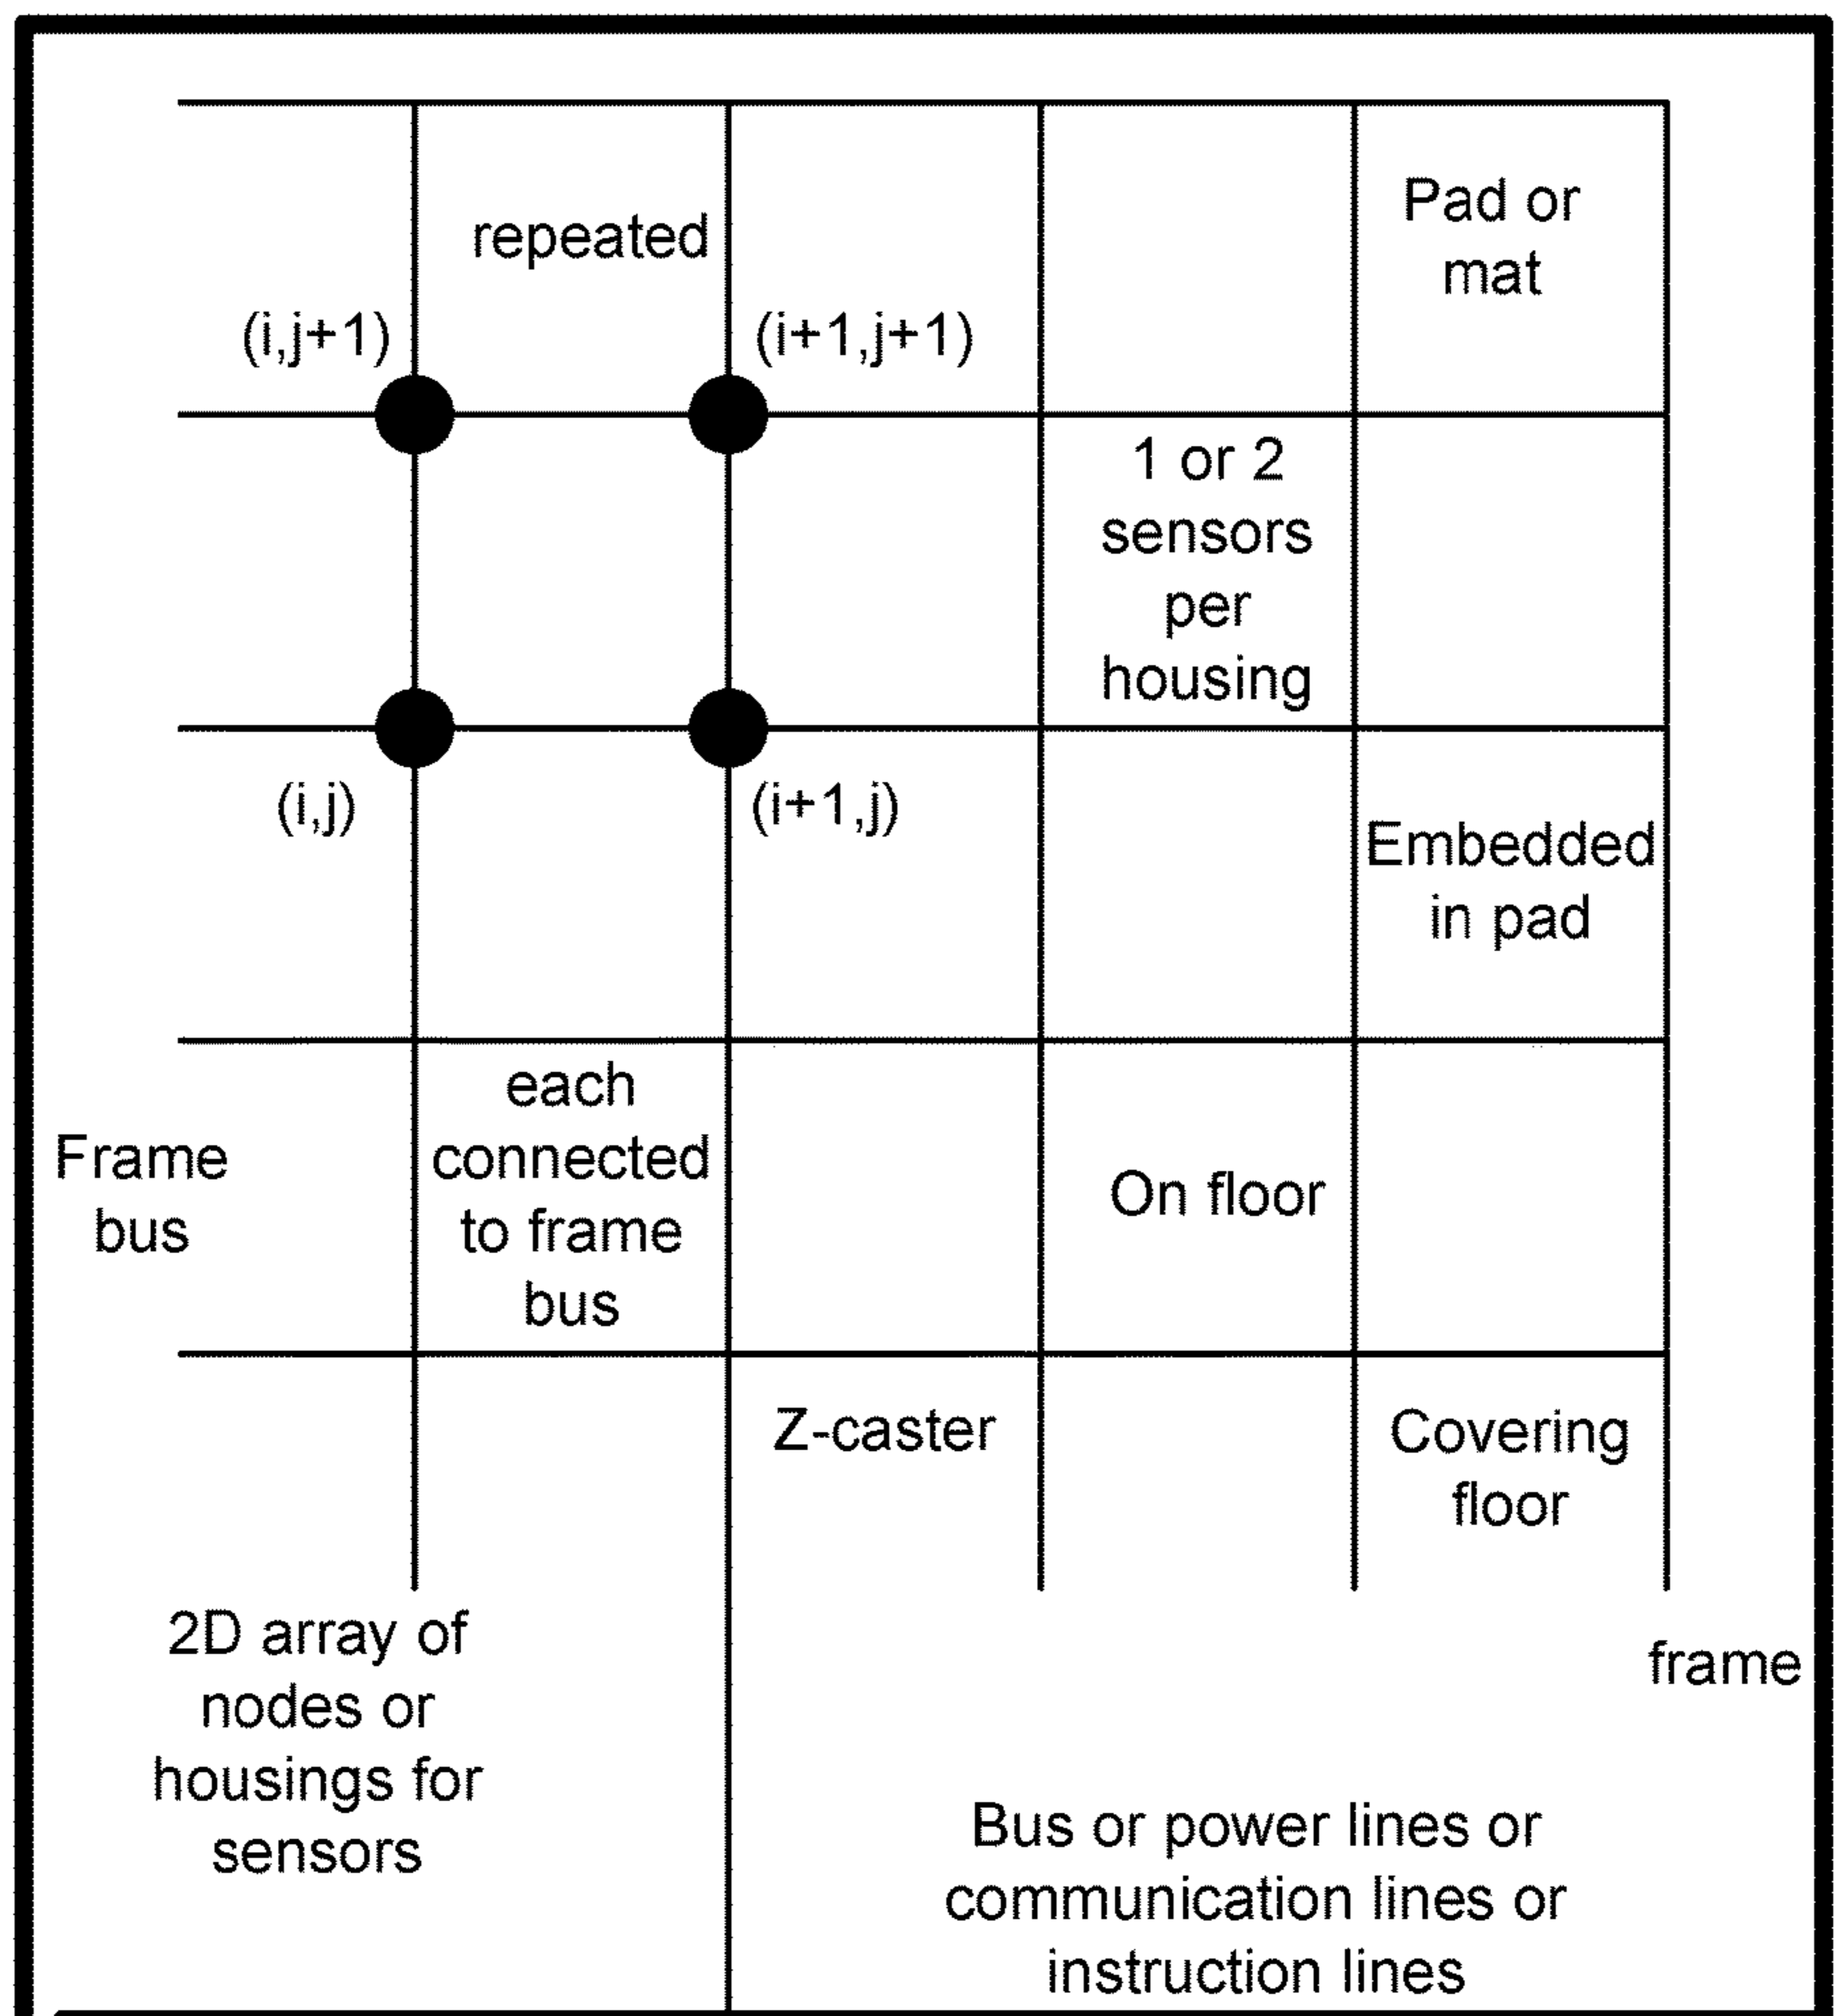 repeated
Pad or
mat
(i,j+1)
(i+1,j+1)
1 or 2
sensors
per
housing
(i,j)
(i+1,j)
Embedded
in pad
Frame
bus
each
connected
to frame
bus
On floor
Z-caster
Covering
floor
2D array of
nodes or
housings for
sensors
frame
Bus or power lines or
communication lines or
instruction lines